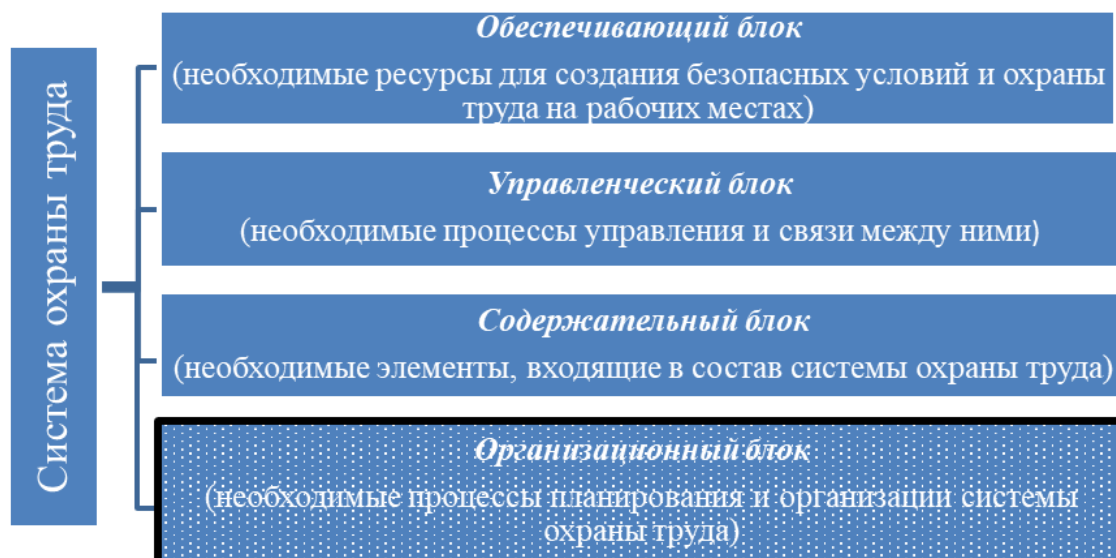 Система охраны труда
Обеспечивающий блок
(необходимые ресурсы для создания безопасных условий и охраны
труда на рабочих местах)
Управленческий блок
(необходимые процессы управления и связи между ними)
Содержательный блок
(необходимые элементы, входящие в состав системы охраны труда)
Организационный блок
(необходимые процессы планирования и организации системы
охраны труда)